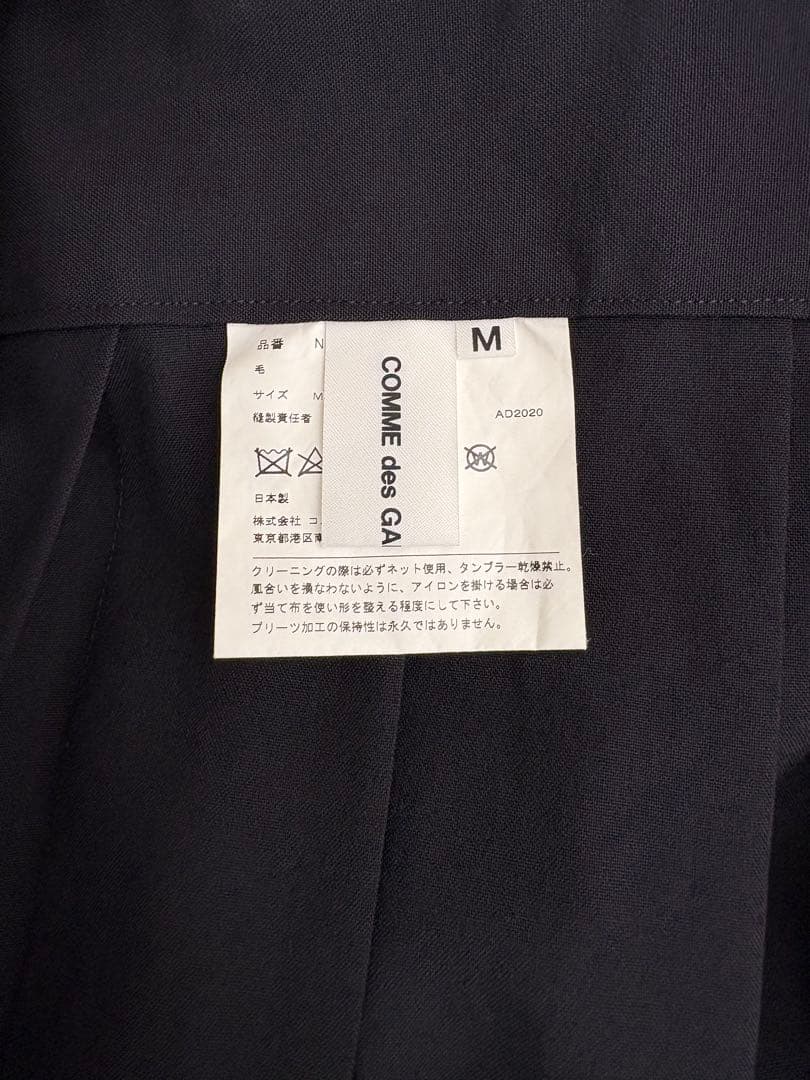 品番 N
毛
サイズ M
縫製責任者
AD2020
M
COMME des GA
日本製
株式会社 コ
東京都港区南
クリーニングの際は必ずネット使用、タンブラー乾燥禁止。
風合いを損なわないように、アイロンを掛ける場合は必
ず当て布を使い形を整える程度にして下さい。
プリーツ加工の保持性は永久ではありません。